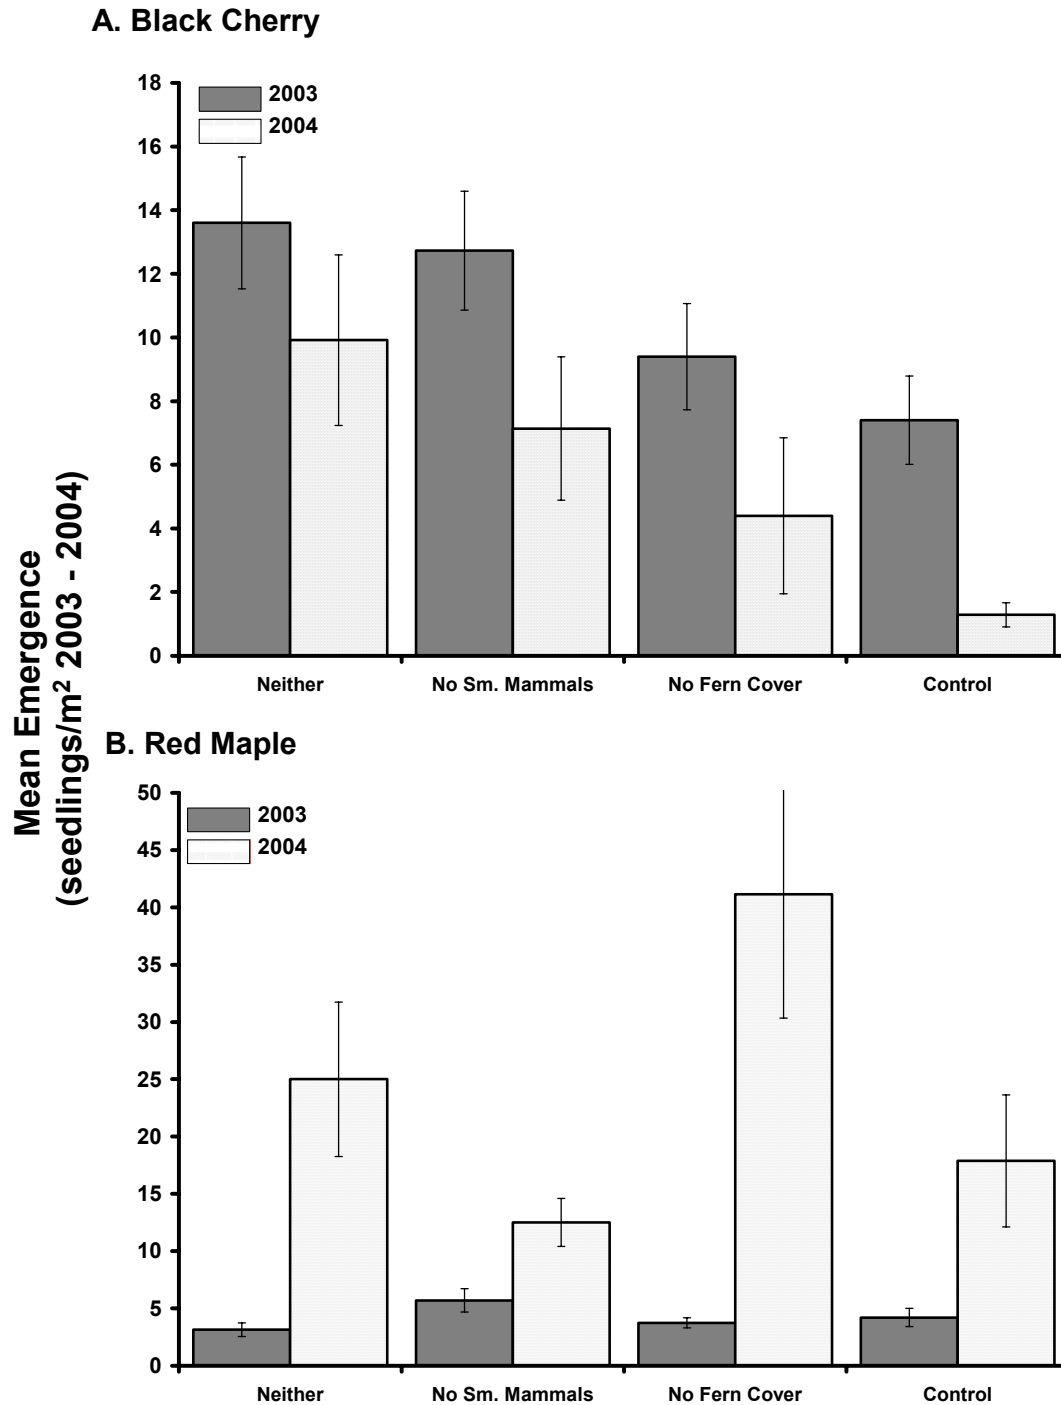 A. Black Cherry
18
16
14
12
10
8
6
4
2
0
2003
2004
Neither
No Sm. Mammals
No Fern Cover
Control
Mean Emergence
(seedlings/m² 2003 - 2004)
B. Red Maple
50
45
40
35
30
25
20
15
10
5
0
2003
2004
Neither
No Sm. Mammals
No Fern Cover
Control